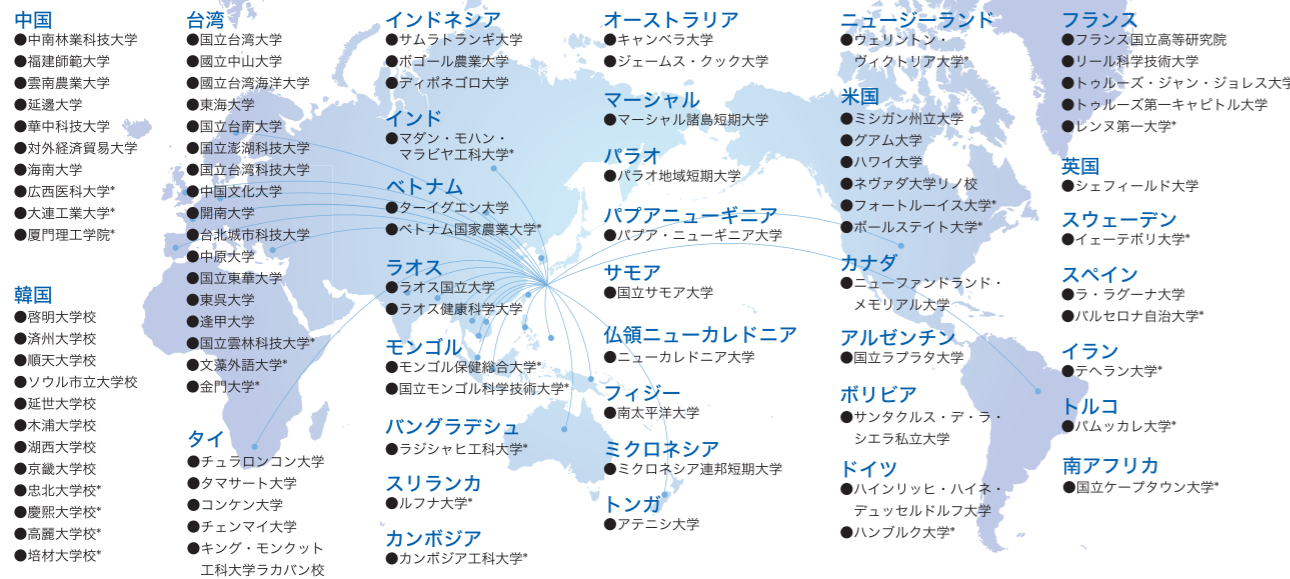 中国
●中南林業科技大学
●福建師範大学
●雲南農業大学
●延邊大学
●華中科技大学
●対外経済貿易大学
●海南大学
●広西医科大学*
●大連工業大学*
●厦門理工学院*
韓国
●啓明大学校
●済州大学校
●順天大学校
●ソウル市立大学校
●延世大学校
●木浦大学校
●湖西大学校
●京畿大学校
●忠北大学校*
●慶熙大学校*
●高麗大学校*
●培材大学校*
台湾
●国立台湾大学
●國立中山大学
●國立台湾海洋大学
●東海大学
●国立台南大学
●国立澎湖科技大学
●国立台湾科技大学
●中国文化大学
●開南大学
●台北城市科技大学
●中原大学
●国立東華大学
●東呉大学
●逢甲大学
●国立雲林科技大学*
●文藻外語大学*
●金門大学*
タイ
●チュラロンコン大学
●タマサート大学
●コンケン大学
●チェンマイ大学
●キング・モンクット
工科大学ラカバン校
インドネシア
●サムラトランギ大学
●ボゴール農業大学
●ディポネゴロ大学
インド
●マダン・モハン・
マラビヤ工科大学*
ベトナム
●ターイグエン大学
●ベトナム国家農業大学*
ラオス
●ラオス国立大学
●ラオス健康科学大学
モンゴル
●モンゴル保健総合大学*
●国立モンゴル科学技術大学*
バングラデシュ
●ラジシャヒ工科大学*
スリランカ
●ルフナ大学*
カンボジア
●カンボジア工科大学*
オーストラリア
●キャンベラ大学
●ジェームス・クック大学
マーシャル
●マーシャル諸島短期大学
パラオ
●パラオ地域短期大学
パプアニューギニア
●パプア・ニューギニア大学
サモア
●国立サモア大学
仏領ニューカレドニア
●ニューカレドニア大学
フィジー
●南太平洋大学
ミクロネシア
●ミクロネシア連邦短期大学
トンガ
●アテニシ大学
ニュージーランド
●ウェリントン・
ヴィクトリア大学*
米国
●ミシガン州立大学
●グアム大学
●ハワイ大学
●ネヴァダ大学リノ校
●フォートルーイス大学*
●ボールステイト大学*
カナダ
●ニューファンドランド・
メモリアル大学
アルゼンチン
●国立ラプラタ大学
ボリビア
●サンタクルス・デ・ラ・
シエラ私立大学
ドイツ
●ハインリッヒ・ハイネ・
デュッセルドルフ大学
●ハンブルク大学*
フランス
●フランス国立高等研究院
●リール科学技術大学
●トゥルーズ・ジャン・ジョレス大学
●トゥルーズ第一キャピトル大学
●レンヌ第一大学*
英国
●シェフィールド大学
スウェーデン
●イェーテボリ大学*
スペイン
●ラ・ラグーナ大学
●バルセロナ自治大学*
イラン
●テヘラン大学*
トルコ
●パムッカレ大学*
南アフリカ
●国立ケープタウン大学*